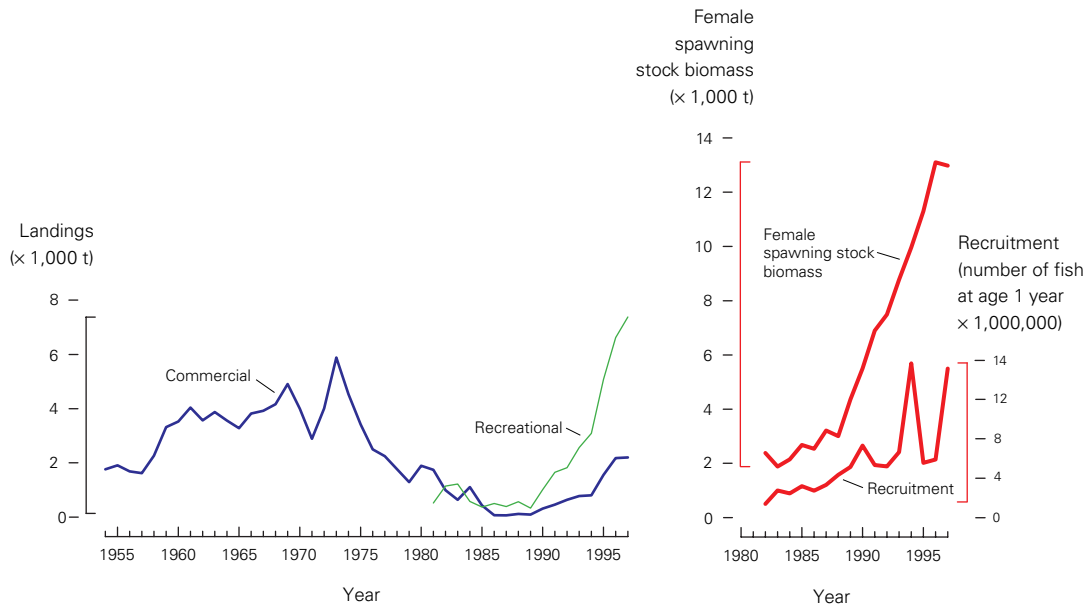 Landings
(× 1,000 t)
8
6
4
2
0
Commercial
Recreational
1955
1960
1965
1970
1975
1980
1985
1990
1995
Year
Female
spawning
stock biomass
(× 1,000 t)
14
12
10
8
6
4
2
0
Female
spawning stock
biomass
Recruitment
Recruitment
(number of fish
at age 1 year
× 1,000,000)
14
12
8
4
0
1980
1985
1990
1995
Year